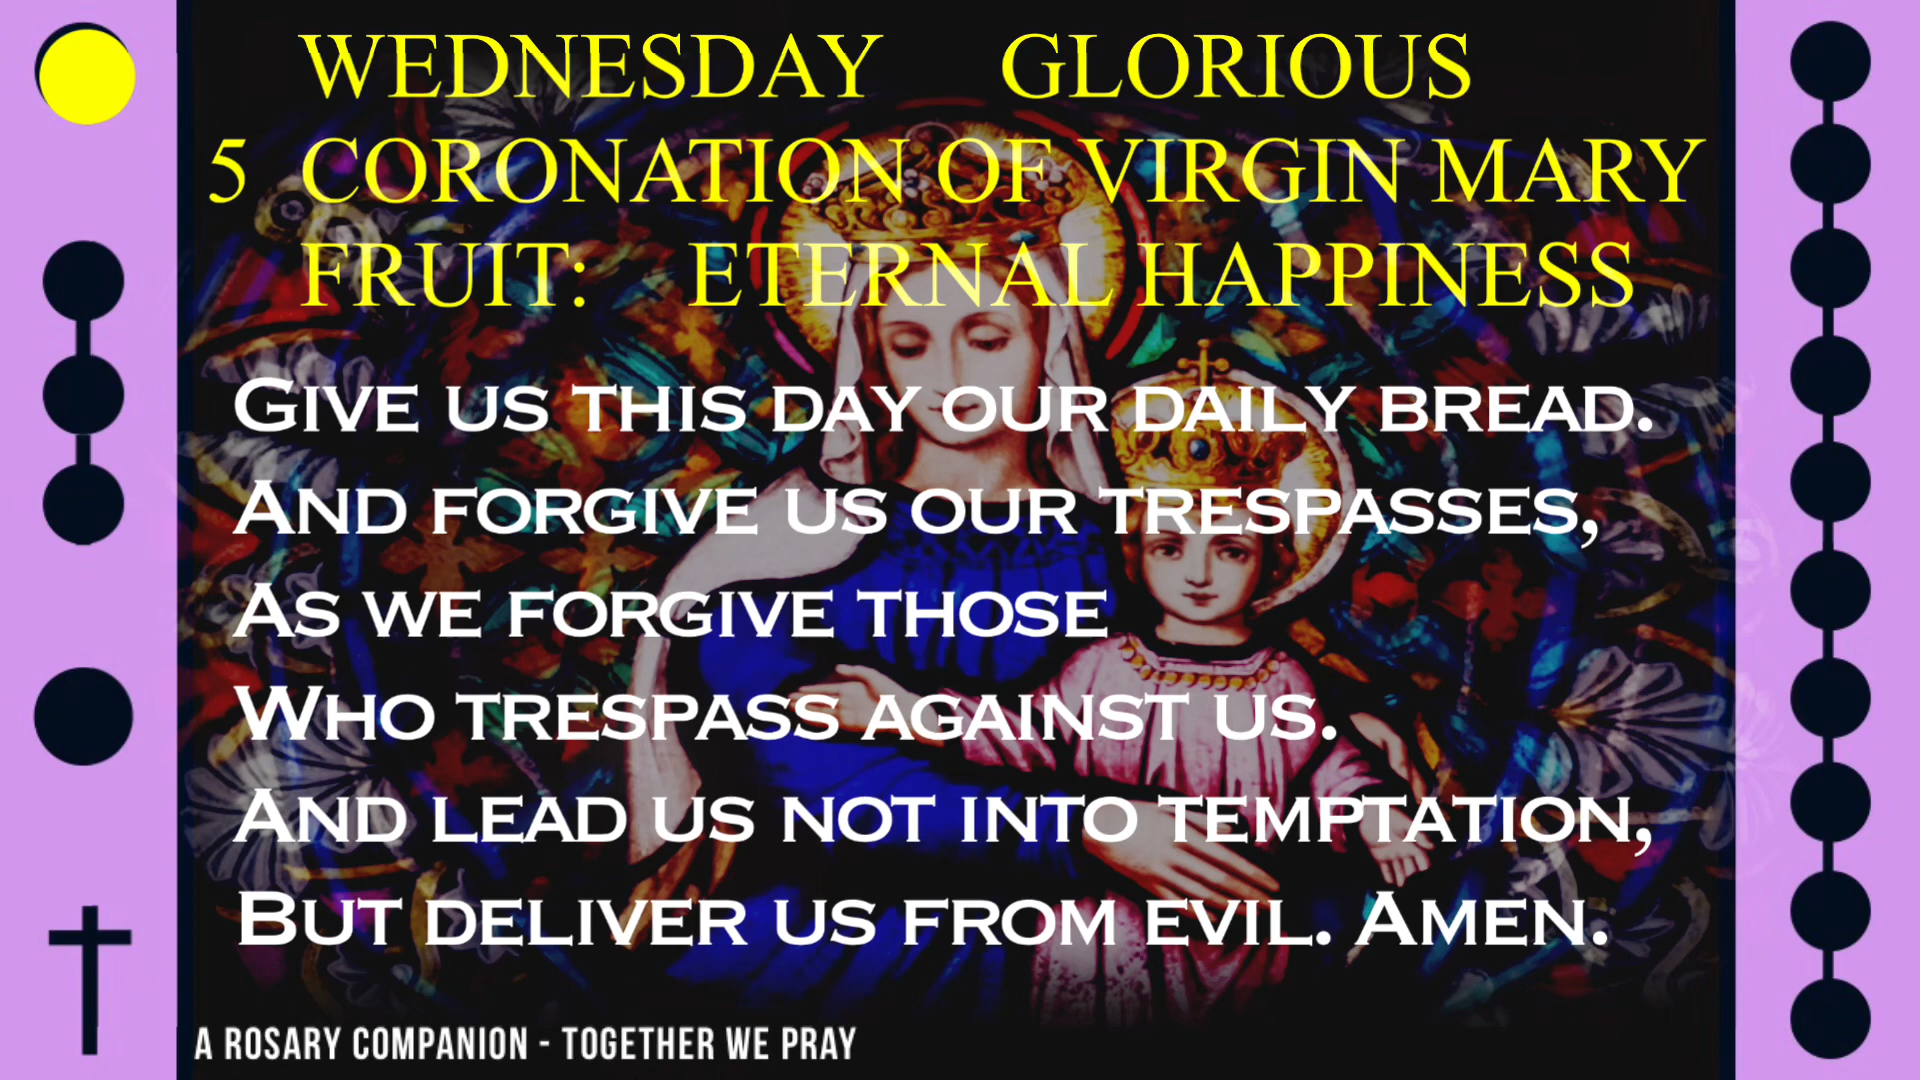 WEDNESDAY GLORIOUS
5 CORONATION OF VIRGIN MARY
FRUIT: ETERNAL HAPPINESS
GIVE US THIS DAY OUR DAILY BREAD.
AND FORGIVE US OUR TRESPASSES,
AS WE FORGIVE THOSE
WHO TRESPASS AGAINST US.
AND LEAD US NOT INTO TEMPTATION,
BUT DELIVER US FROM EVIL. AMEN.
A ROSARY COMPANION - TOGETHER WE PRAY